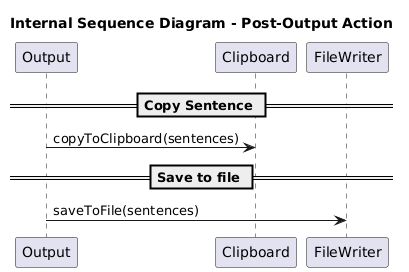 Internal Sequence Diagram - Post-Output Action
Output Clipboard FileWriter
Copy Sentence
copyToClipboard(sentences)
Save to file
saveToFile(sentences)
Output Clipboard FileWriter